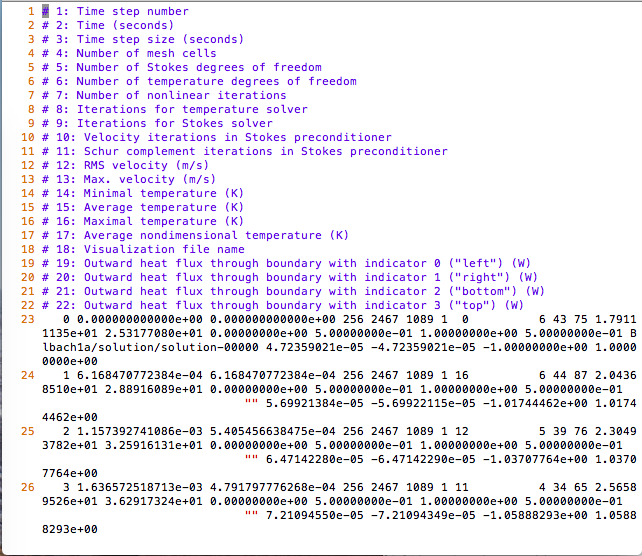 1 # 1: Time step number
2 # 2: Time (seconds)
3 # 3: Time step size (seconds)
4 # 4: Number of mesh cells
5 # 5: Number of Stokes degrees of freedom
6 # 6: Number of temperature degrees of freedom
7 # 7: Number of nonlinear iterations
8 # 8: Iterations for temperature solver
9 # 9: Iterations for Stokes solver
10 # 10: Velocity iterations in Stokes preconditioner
11 # 11: Schur complement iterations in Stokes preconditioner
12 # 12: RMS velocity (m/s)
13 # 13: Max. velocity (m/s)
14 # 14: Minimal temperature (K)
15 # 15: Average temperature (K)
16 # 16: Maximal temperature (K)
17 # 17: Average nondimensional temperature (K)
18 # 18: Visualization file name
19 # 19: Outward heat flux through boundary with indicator 0 ("left") (W)
20 # 20: Outward heat flux through boundary with indicator 1 ("right") (W)
21 # 21: Outward heat flux through boundary with indicator 2 ("bottom") (W)
22 # 22: Outward heat flux through boundary with indicator 3 ("top") (W)
23 0 0.000000000000e+00 0.000000000000e+00 256 2467 1089 1 0 6 43 75 1.7911
1135e+01 2.53177080e+01 0.00000000e+00 5.00000000e-01 1.00000000e+00 5.00000000e-01 B
lbach1a/solution/solution-00000 4.72359021e-05 -4.72359021e-05 -1.00000000e+00 1.0000
0000e+00
24 1 6.168470772384e-04 6.168470772384e-04 256 2467 1089 1 16 6 44 87 2.0436
8510e+01 2.88916089e+01 0.00000000e+00 5.00000000e-01 1.00000000e+00 5.00000000e-01
"" 5.69921384e-05 -5.69922115e-05 -1.01744462e+00 1.0174
4462e+00
25 2 1.157392741086e-03 5.405456638475e-04 256 2467 1089 1 12 5 39 76 2.3049
3782e+01 3.25916131e+01 0.00000000e+00 5.00000000e-01 1.00000000e+00 5.00000000e-01
"" 6.47142280e-05 -6.47142290e-05 -1.03707764e+00 1.0370
7764e+00
26 3 1.636572518713e-03 4.791797776268e-04 256 2467 1089 1 11 4 34 65 2.5658
9526e+01 3.62917324e+01 0.00000000e+00 5.00000000e-01 1.00000000e+00 5.00000000e-01
"" 7.21094550e-05 -7.21094349e-05 -1.05888293e+00 1.0588
8293e+00